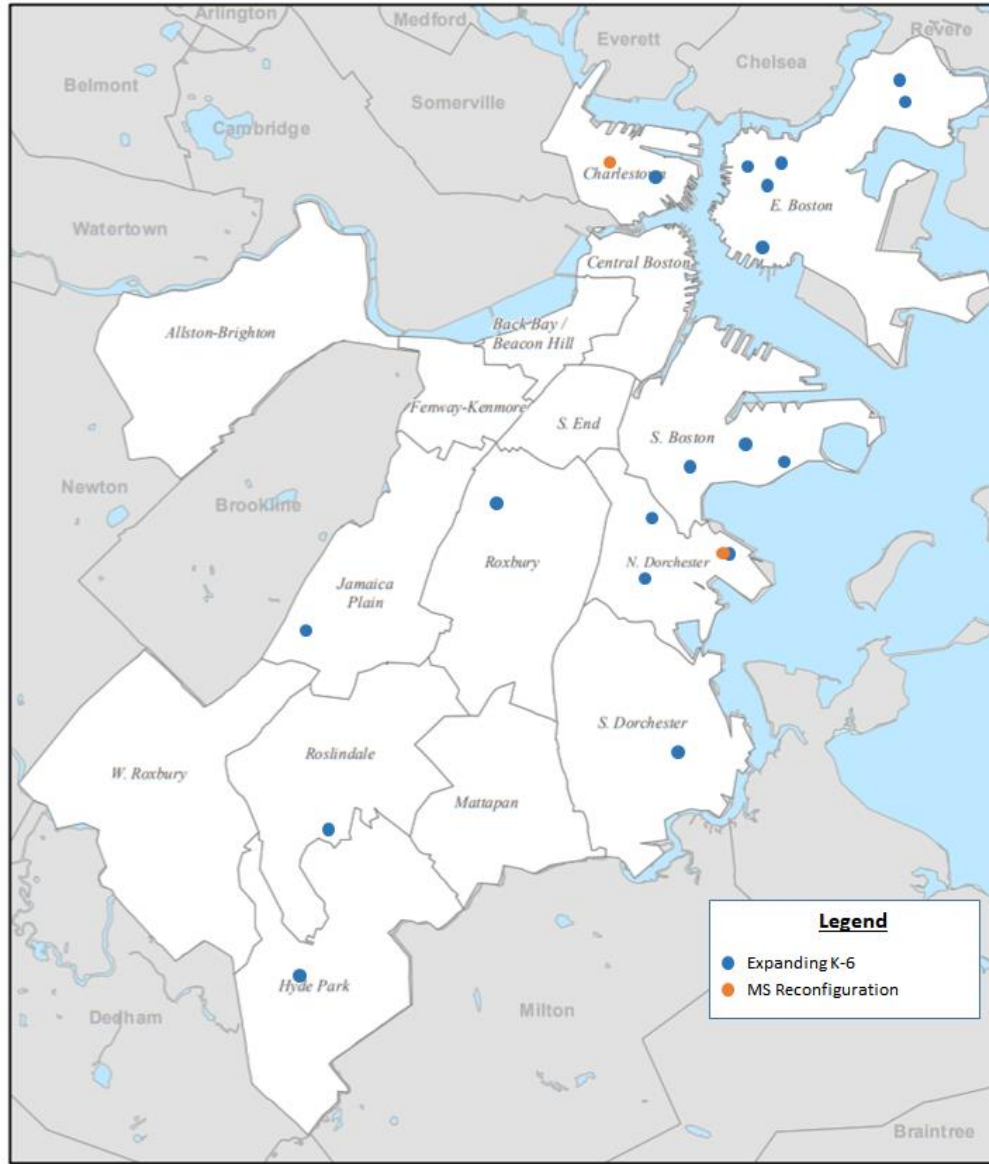 Arlington
Medford
Everett
Revere
Chelsea
Belmont
Somerville
Cambridge
Charlestown
E. Boston
Watertown
Central Boston
Allston-Brighton
Back Bay /
Beacon Hill
Fenway-Kenmore
S. End
S. Boston
Newton
Brookline
Roxbury
N. Dorchester
Jamaica
Plain
S. Dorchester
Roslindale
W. Roxbury
Mattapan
Legend
Expanding K-6
MS Reconfiguration
Hyde Park
Milton
Dedham
Braintree